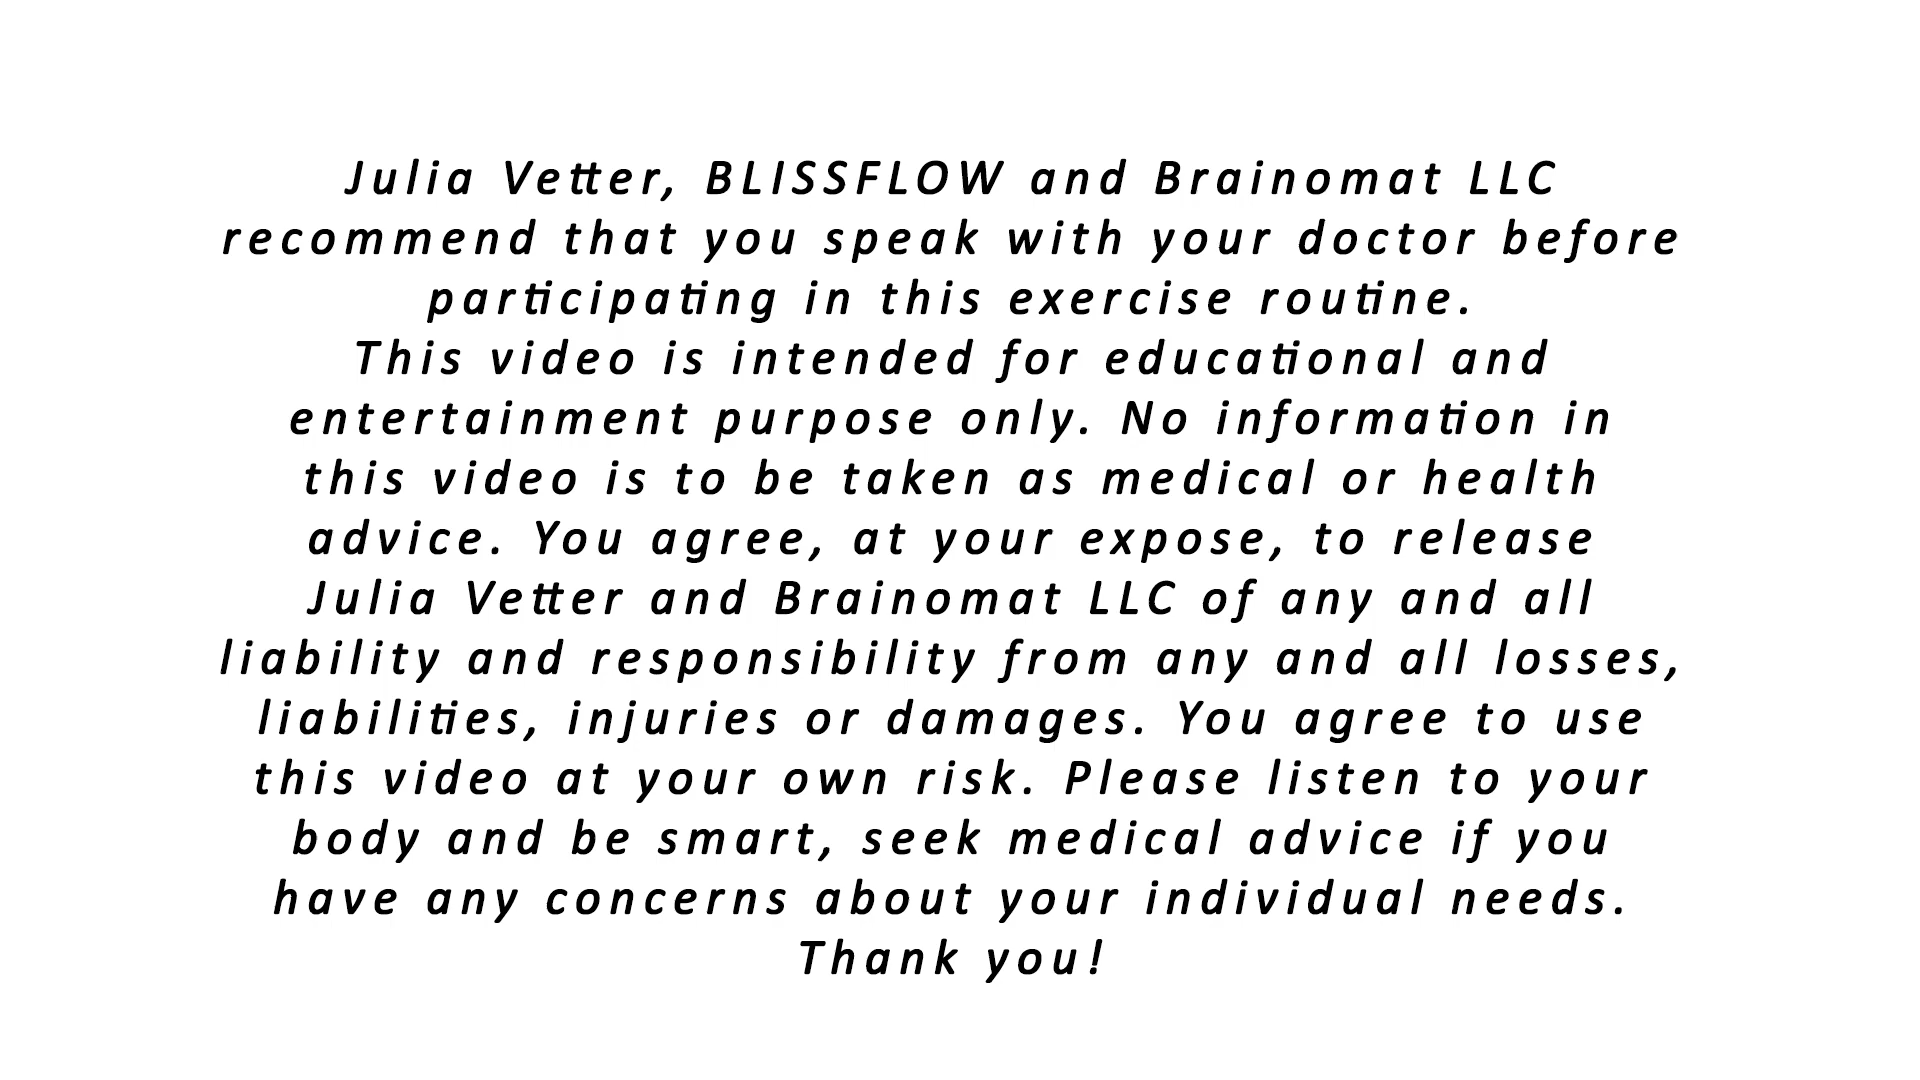 Julia Vetter, BLISSFLOW and Brainomat LLC
recommend that you speak with your doctor before
participating in this exercise routine.
This video is intended for educational and
entertainment purpose only. No information in
this video is to be taken as medical or health
advice. You agree, at your expose, to release
Julia Vetter and Brainomat LLC of any and all
liability and responsibility from any and all losses,
liabilities, injuries or damages. You agree to use
this video at your own risk. Please listen to your
body and be smart, seek medical advice if you
have any concerns about your individual needs.
Thank you!